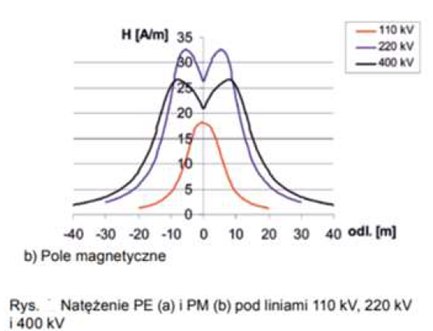 H [A/m] 35
30
25
20
15
10
5
0
-40 -30 -20 -10 0 10 20 30 40 odl. [m]
110 kV
220 kV
400 kV
b) Pole magnetyczne
Rys. Natężenie PE (a) i PM (b) pod liniami 110 kV, 220 kV
i 400 kV